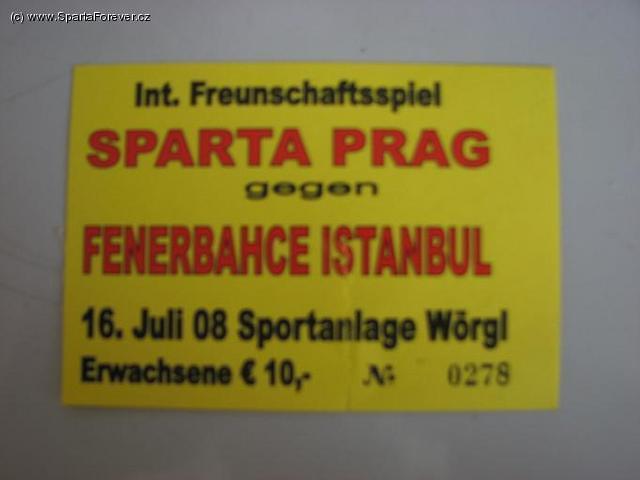 (c) www.SpartaForever.cz
Int. Freunschaftsspiel
SPARTA PRAG
gegen
FENERBAHCE ISTANBUL
16. Juli 08 Sportanlage Wörgl
Erwachsene € 10,- № 0278